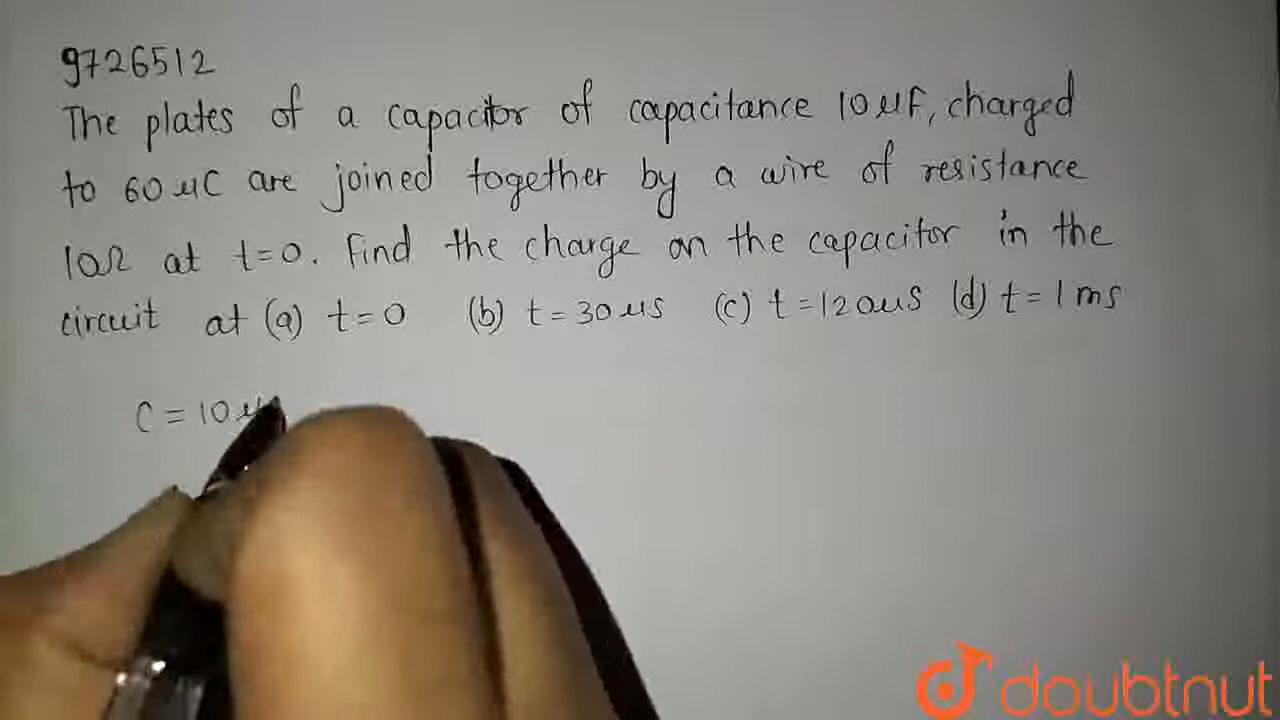 9726512
The plates of a capacitor of capacitance 10 μF, charged
to 60 μC are joined together by a wire of resistance
10Ω at t=0. Find the charge on the capacitor in the
circuit at (a) t=0 (b) t=30 μs (c) t=120μs (d) t=1 ms
C = 10 μ
doubtnut